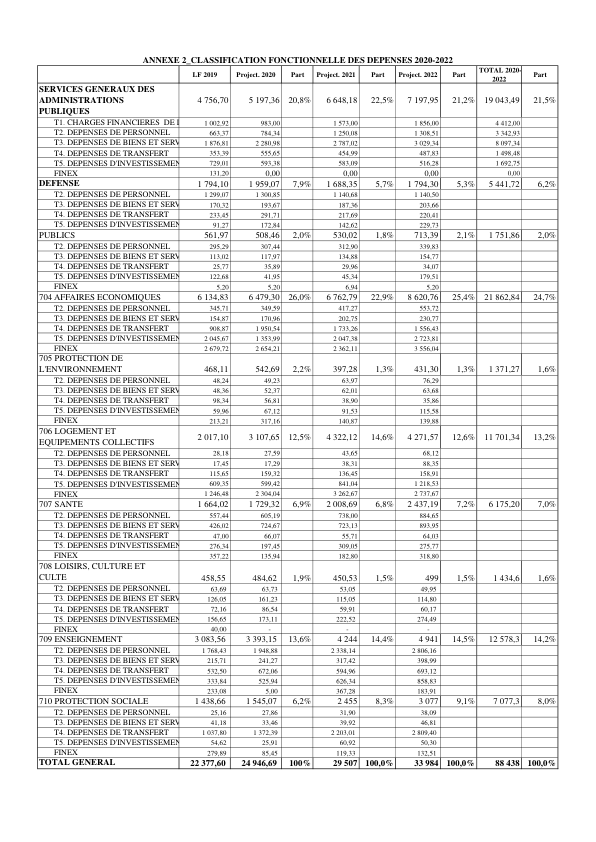 ANNEXE 2_CLASSIFICATION FONCTIONNELLE DES DEPENSES 2020-2022
LF 2019 Project. 2020 Part Project. 2021 Part Project. 2022 Part TOTAL 2020-2022 Part
SERVICES GENERAUX DES
ADMINISTRATIONS
PUBLIQUES
4 756,70 5 197,36 20,8% 6 648,18 22,5% 7 197,95 21,2% 19 043,49 21,5%
T1. CHARGES FINANCIERES DE 1 002,92 983,00 1 573,00 1 856,00 4 412,00
T2. DEPENSES DE PERSONNEL 663,37 784,34 1 250,08 1 308,51 3 342,93
T3. DEPENSES DE BIENS ET SERV 1 876,81 2 280,98 2 787,02 3 029,34 8 097,34
T4. DEPENSES DE TRANSFERT 353,39 555,65 454,99 487,83 1 498,48
T5. DEPENSES D'INVESTISSEMEN 729,01 593,38 583,09 516,28 1 692,75
FINEX 131,20 0,00 0,00 0,00 0,00
DEFENSE 1 794,10 1 959,07 7,9% 1 688,35 5,7% 1 794,30 5,3% 5 441,72 6,2%
T2. DEPENSES DE PERSONNEL 1 299,07 1 300,85 1 140,68 1 140,50
T3. DEPENSES DE BIENS ET SERV 170,32 193,67 187,36 203,66
T4. DEPENSES DE TRANSFERT 233,45 291,71 217,69 220,41
T5. DEPENSES D'INVESTISSEMEN 91,27 172,84 142,62 229,73
PUBLICS 561,97 508,46 2,0% 530,02 1,8% 713,39 2,1% 1 751,86 2,0%
T2. DEPENSES DE PERSONNEL 295,29 307,44 312,90 339,83
T3. DEPENSES DE BIENS ET SERV 113,02 117,97 134,88 154,77
T4. DEPENSES DE TRANSFERT 25,77 35,89 29,96 34,07
T5. DEPENSES D'INVESTISSEMEN 122,68 41,95 45,34 179,51
FINEX 5,20 5,20 6,94 5,20
704 AFFAIRES ECONOMIQUES 6 134,83 6 479,30 26,0% 6 762,79 22,9% 8 620,76 25,4% 21 862,84 24,7%
T2. DEPENSES DE PERSONNEL 345,71 349,59 417,27 553,72
T3. DEPENSES DE BIENS ET SERV 154,87 170,96 202,75 230,77
T4. DEPENSES DE TRANSFERT 908,87 1 950,54 1 733,26 1 556,43
T5. DEPENSES D'INVESTISSEMEN 2 045,67 1 353,99 2 047,38 2 723,81
FINEX 2 679,72 2 654,21 2 362,11 3 556,04
705 PROTECTION DE
L'ENVIRONNEMENT 468,11 542,69 2,2% 397,28 1,3% 431,30 1,3% 1 371,27 1,6%
T2. DEPENSES DE PERSONNEL 48,24 49,23 63,97 76,29
T3. DEPENSES DE BIENS ET SERV 48,36 52,37 62,01 63,68
T4. DEPENSES DE TRANSFERT 98,34 56,81 38,90 35,86
T5. DEPENSES D'INVESTISSEMEN 59,96 67,12 91,53 115,58
FINEX 213,21 317,16 140,87 139,88
706 LOGEMENT ET
EQUIPEMENTS COLLECTIFS 2 017,10 3 107,65 12,5% 4 322,12 14,6% 4 271,57 12,6% 11 701,34 13,2%
T2. DEPENSES DE PERSONNEL 28,18 27,59 43,65 68,12
T3. DEPENSES DE BIENS ET SERV 17,45 17,29 38,31 88,35
T4. DEPENSES DE TRANSFERT 115,65 159,32 136,45 158,91
T5. DEPENSES D'INVESTISSEMEN 609,35 599,42 841,04 1 218,53
FINEX 1 246,48 2 304,04 3 262,67 2 737,67
707 SANTE 1 664,02 1 729,32 6,9% 2 008,69 6,8% 2 437,19 7,2% 6 175,20 7,0%
T2. DEPENSES DE PERSONNEL 557,44 605,19 738,00 884,65
T3. DEPENSES DE BIENS ET SERV 426,02 724,67 723,13 893,95
T4. DEPENSES DE TRANSFERT 47,00 66,07 55,71 64,03
T5. DEPENSES D'INVESTISSEMEN 276,34 197,45 309,05 275,77
FINEX 357,22 135,94 182,80 318,80
708 LOISIRS, CULTURE ET
CULTE 458,55 484,62 1,9% 450,53 1,5% 499 1,5% 1 434,6 1,6%
T2. DEPENSES DE PERSONNEL 63,69 63,73 53,05 49,95
T3. DEPENSES DE BIENS ET SERV 126,05 161,23 115,05 114,80
T4. DEPENSES DE TRANSFERT 72,16 86,54 59,91 60,17
T5. DEPENSES D'INVESTISSEMEN 156,65 173,11 222,52 274,49
FINEX 40,00 - - -
709 ENSEIGNEMENT 3 083,56 3 393,15 13,6% 4 244 14,4% 4 941 14,5% 12 578,3 14,2%
T2. DEPENSES DE PERSONNEL 1 768,43 1 948,88 2 338,14 2 806,16
T3. DEPENSES DE BIENS ET SERV 215,71 241,27 317,42 398,99
T4. DEPENSES DE TRANSFERT 532,50 672,06 594,96 693,12
T5. DEPENSES D'INVESTISSEMEN 333,84 525,94 626,34 858,83
FINEX 233,08 5,00 367,28 183,91
710 PROTECTION SOCIALE 1 438,66 1 545,07 6,2% 2 455 8,3% 3 077 9,1% 7 077,3 8,0%
T2. DEPENSES DE PERSONNEL 25,16 27,86 31,90 38,09
T3. DEPENSES DE BIENS ET SERV 41,18 33,46 39,92 46,81
T4. DEPENSES DE TRANSFERT 1 037,80 1 372,39 2 203,01 2 809,40
T5. DEPENSES D'INVESTISSEMEN 54,62 25,91 60,92 50,30
FINEX 279,89 85,45 119,33 132,51
TOTAL GENERAL 22 377,60 24 946,69 100% 29 507 100,0% 33 984 100,0% 88 438 100,0%